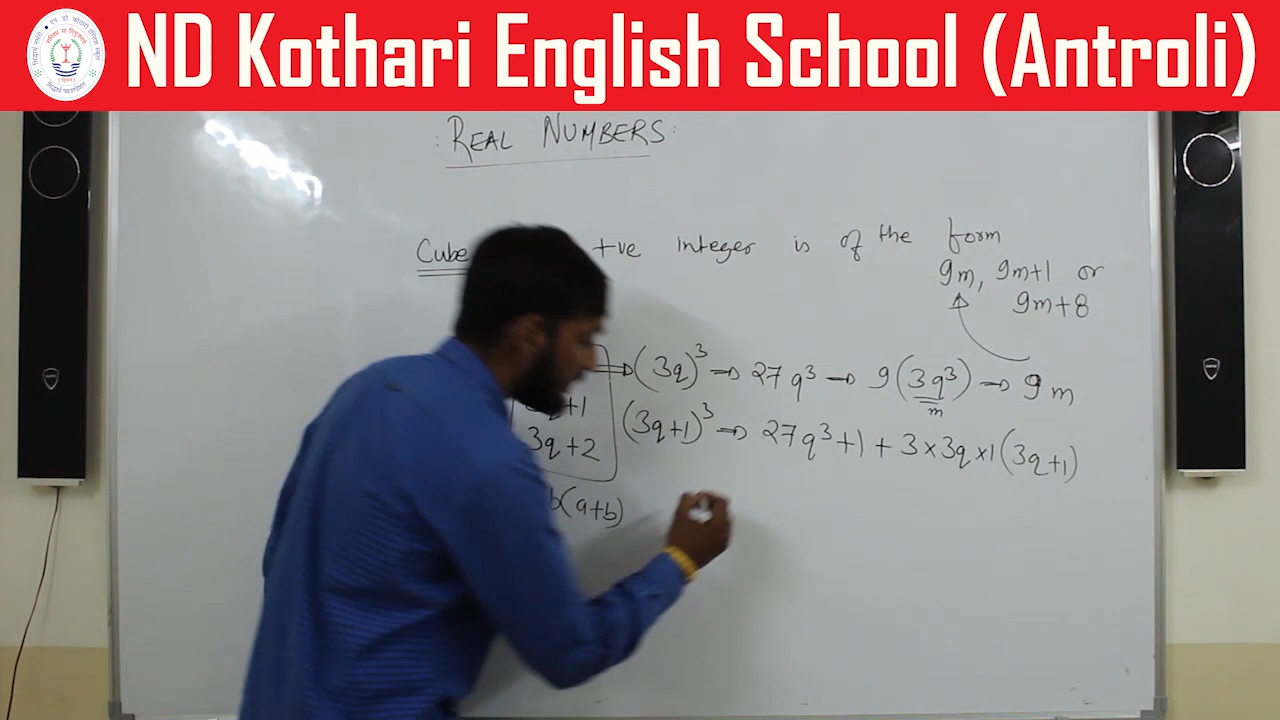 ND Kothari English School (Antroli)
: REAL NUMBERS :
Cube +ve integer is of the form
9m, 9m+1 or
9m+8
⇒ (3q)³ → 27q³ → 9(3q³) → 9m
m
+1 (3q+1)³ → 27q³+1 + 3×3q×1(3q+1)
3q+2
b(a+b)